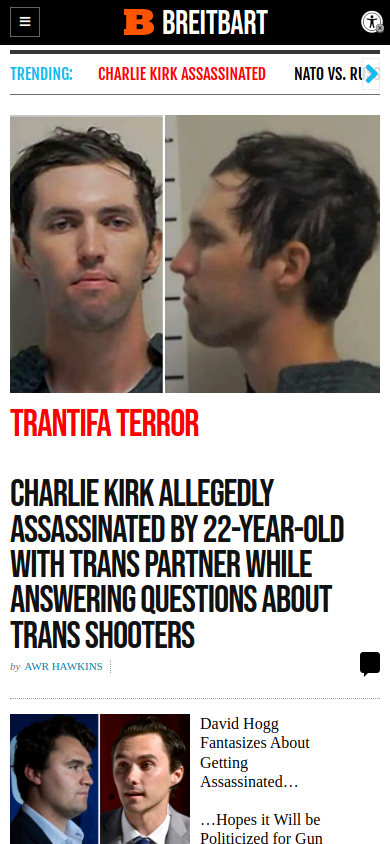 BREITBART
TRENDING: CHARLIE KIRK ASSASSINATED NATO VS. RU
TRANTIFA TERROR
CHARLIE KIRK ALLEGEDLY
ASSASSINATED BY 22-YEAR-OLD
WITH TRANS PARTNER WHILE
ANSWERING QUESTIONS ABOUT
TRANS SHOOTERS
by AWR HAWKINS
David Hogg
Fantasizes About
Getting
Assassinated…
…Hopes it Will be
Politicized for Gun